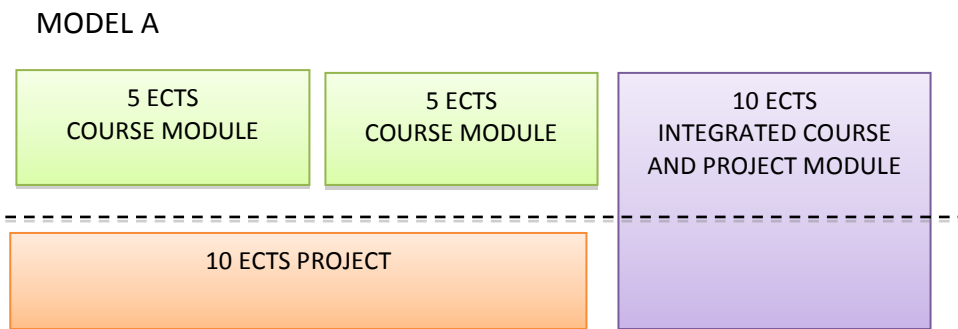 MODEL A
5 ECTS
COURSE MODULE
5 ECTS
COURSE MODULE
10 ECTS
INTEGRATED COURSE
AND PROJECT MODULE
10 ECTS PROJECT